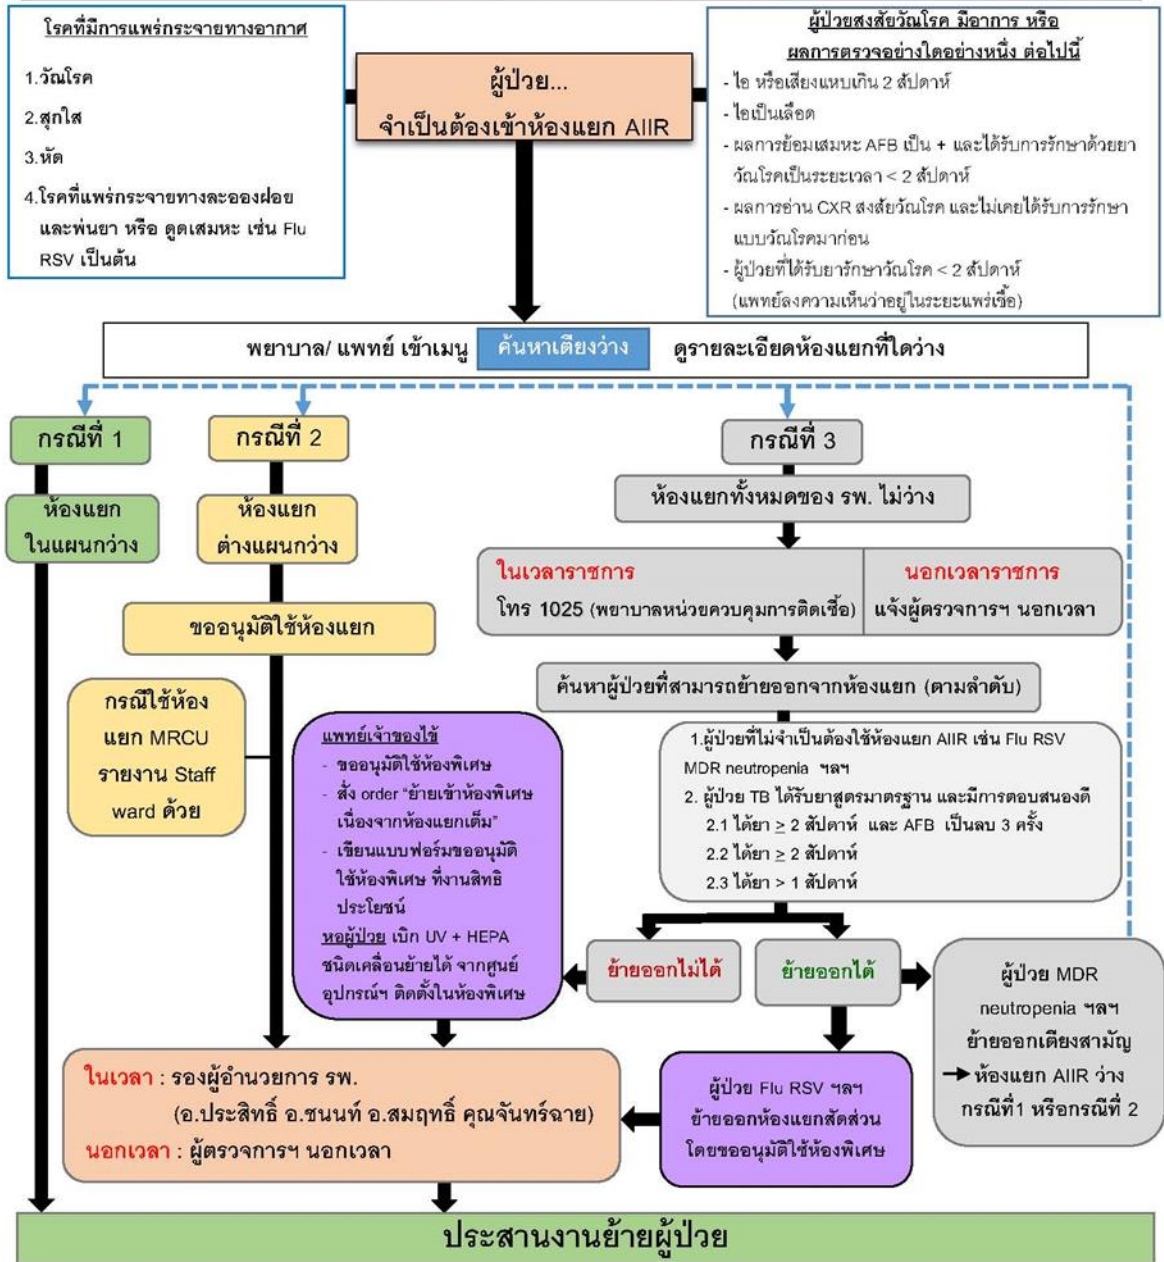 โรคที่มีการแพร่กระจายทางอากาศ
1.วัณโรค
2.สุกใส
3.หัด
4.โรคที่แพร่กระจายทางละอองฝอย
และพ่นยา หรือ ดูดเสมหะ เช่น Flu
RSV เป็นต้น
ผู้ป่วย...
จำเป็นต้องเข้าห้องแยก AIIR
ผู้ป่วยสงสัยวัณโรค มีอาการ หรือ
ผลการตรวจอย่างใดอย่างหนึ่ง ต่อไปนี้
- ไอ หรือเสียงแหบเกิน 2 สัปดาห์
- ไอเป็นเลือด
- ผลการย้อมเสมหะ AFB เป็น + และได้รับการรักษาด้วยยา
วัณโรคเป็นระยะเวลา < 2 สัปดาห์
- ผลการอ่าน CXR สงสัยวัณโรค และไม่เคยได้รับการรักษา
แบบวัณโรคมาก่อน
- ผู้ป่วยที่ได้รับยารักษาวัณโรค < 2 สัปดาห์
(แพทย์ลงความเห็นว่าอยู่ในระยะแพร่เชื้อ)
พยาบาล/ แพทย์ เข้าเมนู ค้นหาเตียงว่าง ดูรายละเอียดห้องแยกที่ใดว่าง
กรณีที่ 1
ห้องแยก
ในแผนกว่าง
กรณีที่ 2
ห้องแยก
ต่างแผนกว่าง
ขออนุมัติใช้ห้องแยก
กรณีใช้ห้อง
แยก MRCU
รายงาน Staff
ward ด้วย
กรณีที่ 3
ห้องแยกทั้งหมดของ รพ. ไม่ว่าง
ในเวลาราชการ
โทร 1025 (พยาบาลหน่วยควบคุมการติดเชื้อ)
นอกเวลาราชการ
แจ้งผู้ตรวจการฯ นอกเวลา
ค้นหาผู้ป่วยที่สามารถย้ายออกจากห้องแยก (ตามลำดับ)
1.ผู้ป่วยที่ไม่จำเป็นต้องใช้ห้องแยก AIIR เช่น Flu RSV
MDR neutropenia ฯลฯ
2. ผู้ป่วย TB ได้รับยาสูตรมาตรฐาน และมีการตอบสนองดี
2.1 ได้ยา ≥ 2 สัปดาห์ และ AFB เป็นลบ 3 ครั้ง
2.2 ได้ยา ≥ 2 สัปดาห์
2.3 ได้ยา > 1 สัปดาห์
แพทย์เจ้าของไข้
- ขออนุมัติใช้ห้องพิเศษ
- สั่ง order "ย้ายเข้าห้องพิเศษ
เนื่องจากห้องแยกเต็ม"
- เขียนแบบฟอร์มขออนุมัติ
ใช้ห้องพิเศษ ที่งานสิทธิ
ประโยชน์
หอผู้ป่วย เบิก UV + HEPA
ชนิดเคลื่อนย้ายได้ จากศูนย์
อุปกรณ์ฯ ติดตั้งในห้องพิเศษ
ย้ายออกไม่ได้
ย้ายออกได้
ผู้ป่วย MDR
neutropenia ฯลฯ
ย้ายออกเตียงสามัญ
ห้องแยก AIIR ว่าง
กรณีที่1 หรือกรณีที่ 2
ในเวลา : รองผู้อำนวยการ รพ.
(อ.ประสิทธิ์ อ.ชนนท์ อ.สมฤทธิ์ คุณจันทร์ฉาย)
นอกเวลา : ผู้ตรวจการฯ นอกเวลา
ผู้ป่วย Flu RSV ฯลฯ
ย้ายออกห้องแยกสัดส่วน
โดยขออนุมัติใช้ห้องพิเศษ
ประสานงานย้ายผู้ป่วย